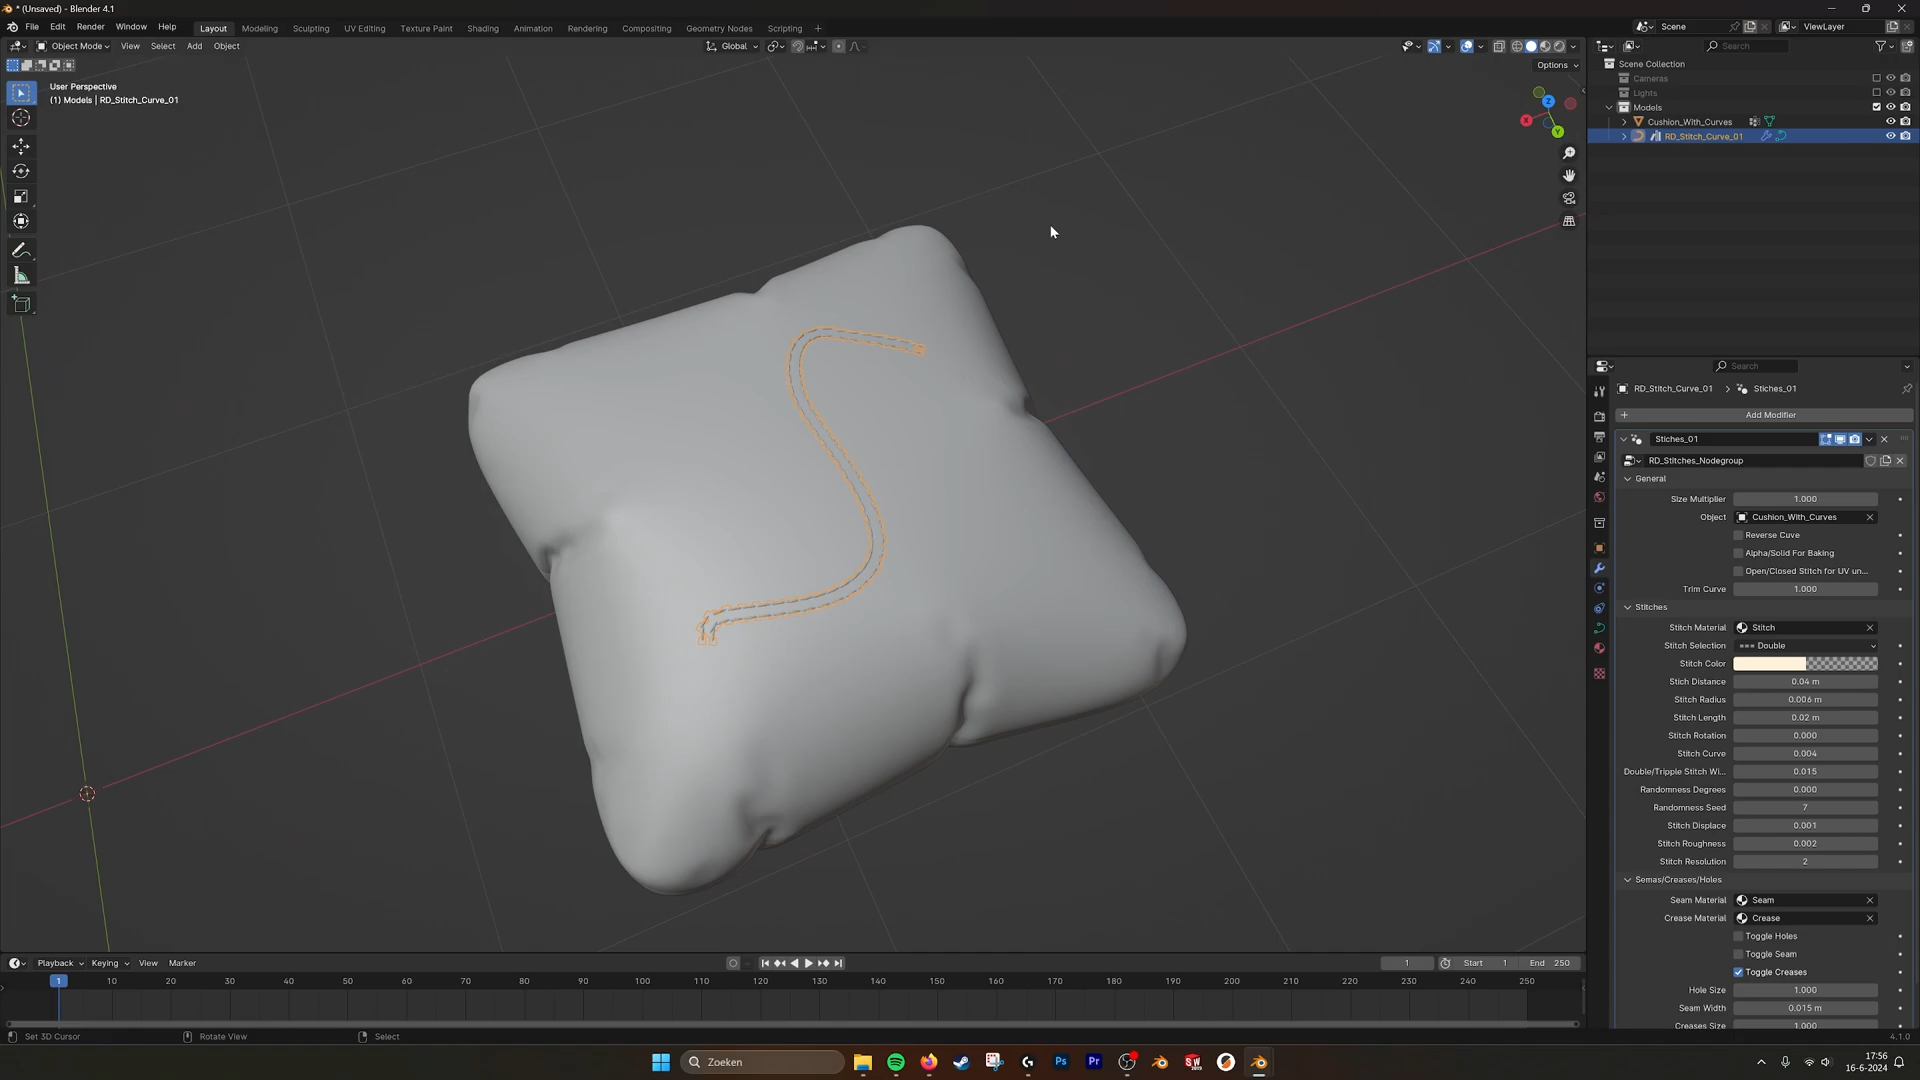 * (Unsaved) - Blender 4.1
File Edit Render Window Help
Layout Modeling Sculpting UV Editing Texture Paint Shading Animation Rendering Compositing Geometry Nodes Scripting +
Scene
ViewLayer
Object Mode View Select Add Object
Global
Search
Options
User Perspective
(1) Models | RD_Stitch_Curve_01
Z
X
Y
Scene Collection
Cameras
Lights
Models
Cushion_With_Curves
RD_Stitch_Curve_01
Search
RD_Stitch_Curve_01 > Stiches_01
+ Add Modifier
Stiches_01
RD_Stitches_Nodegroup
General
Size Multiplier 1.000
Object Cushion_With_Curves
Reverse Cuve
Alpha/Solid For Baking
Open/Closed Stitch for UV un...
Trim Curve 1.000
Stitches
Stitch Material Stitch
Stitch Selection Double
Stitch Color
Stich Distance 0.04 m
Stitch Radius 0.006 m
Stitch Length 0.02 m
Stitch Rotation 0.000
Stitch Curve 0.004
Double/Tripple Stitch Wi... 0.015
Randomness Degrees 0.000
Randomness Seed 7
Stitch Displace 0.001
Stitch Roughness 0.002
Stitch Resolution 2
Semas/Creases/Holes
Seam Material Seam
Crease Material Crease
Toggle Holes
Toggle Seam
Toggle Creases
Hole Size 1.000
Seam Width 0.015 m
Creases Size 1.000
Playback Keying View Marker
1 Start 1 End 250
1 10 20 30 40 50 60 70 80 90 100 110 120 130 140 150 160 170 180 190 200 210 220 230 240 250
Set 3D Cursor Rotate View Select
4.1.0
Zoeken
Ps
Pr
SW
2019
17:56
16-6-2024